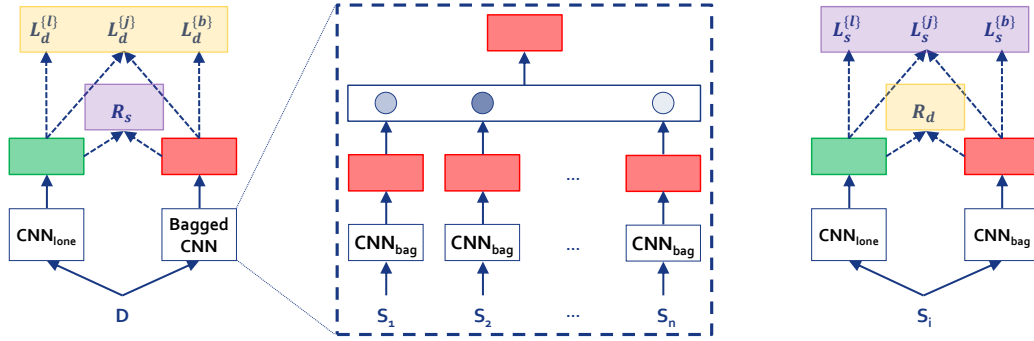 L_d^{l} L_d^{j} L_d^{b}
R_s
CNN_lone
Bagged
CNN
D
CNN_bag CNN_bag ... CNN_bag
...
S_1 S_2 ... S_n
L_s^{l} L_s^{j} L_s^{b}
R_d
CNN_lone
CNN_bag
S_i